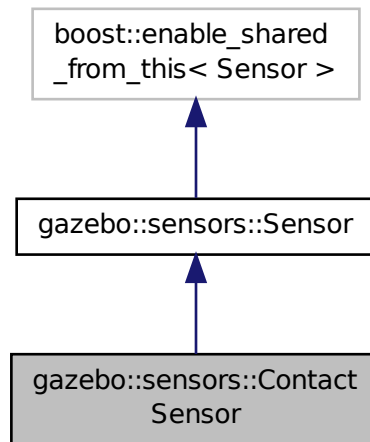 boost::enable_shared
_from_this< Sensor >
gazebo::sensors::Sensor
gazebo::sensors::Contact
Sensor